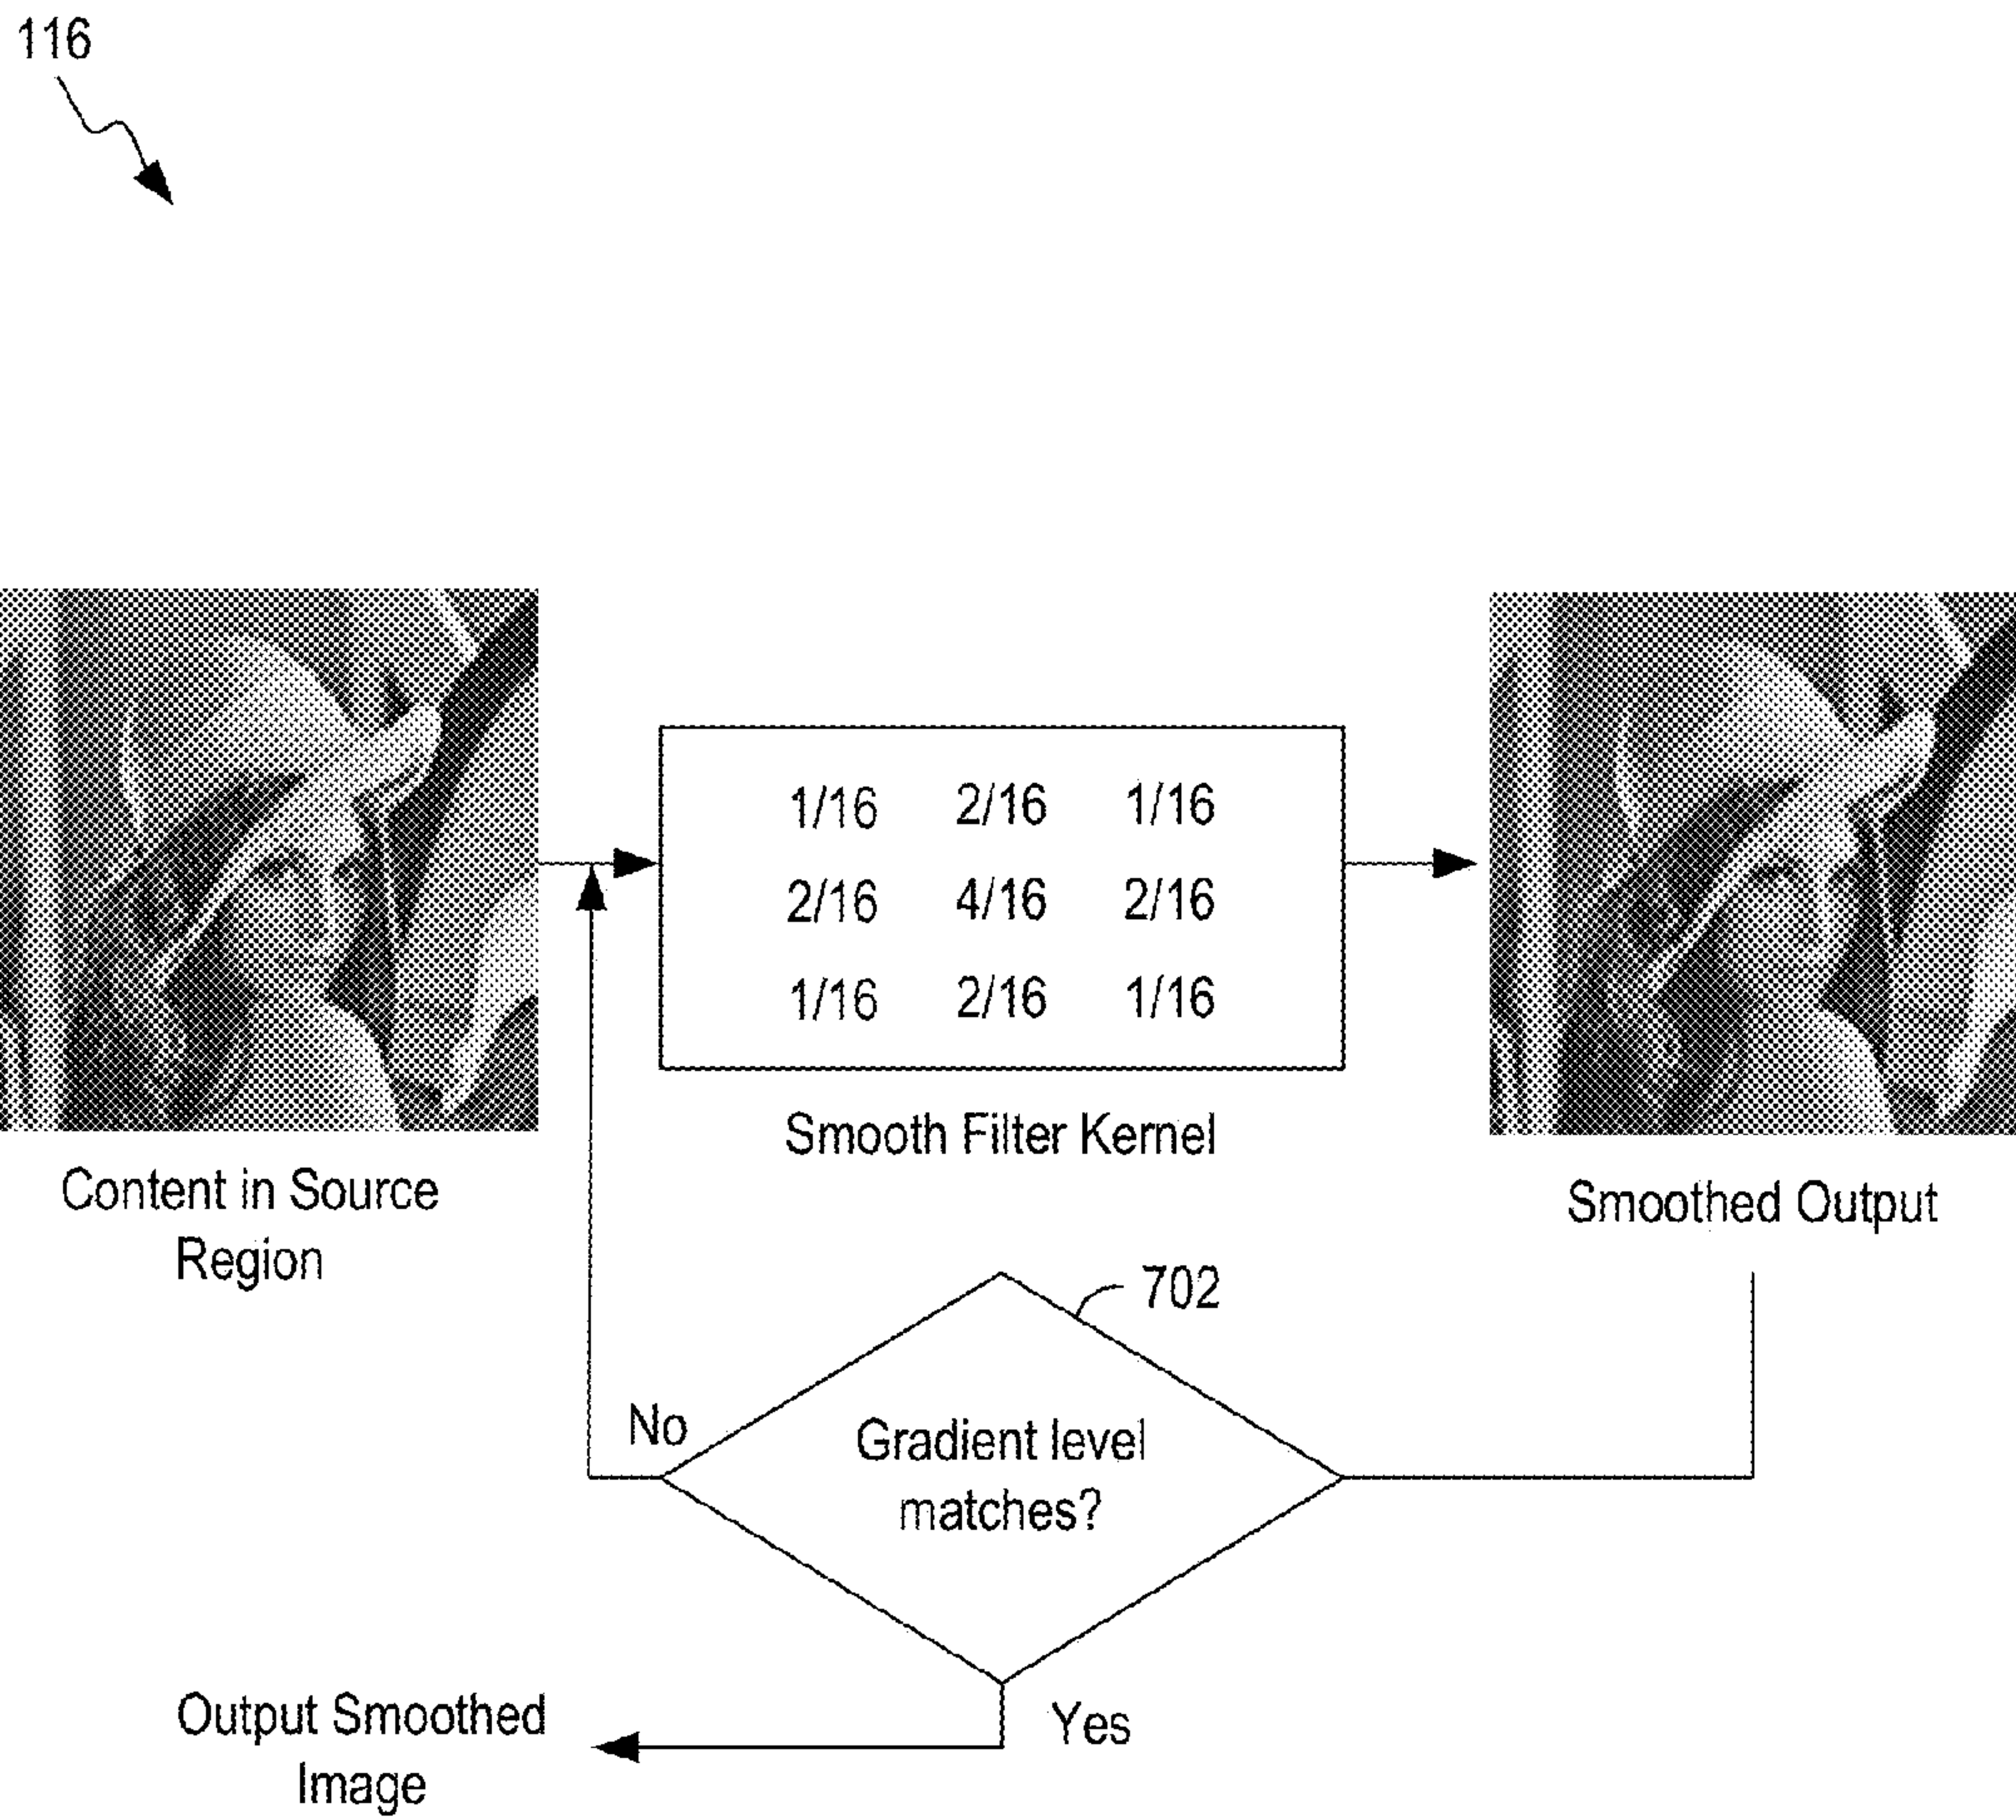 116
1/16 2/16 1/16
2/16 4/16 2/16
1/16 2/16 1/16
Smooth Filter Kernel
Content in Source
Region
Smoothed Output
702
No
Gradient level
matches?
Yes
Output Smoothed
Image